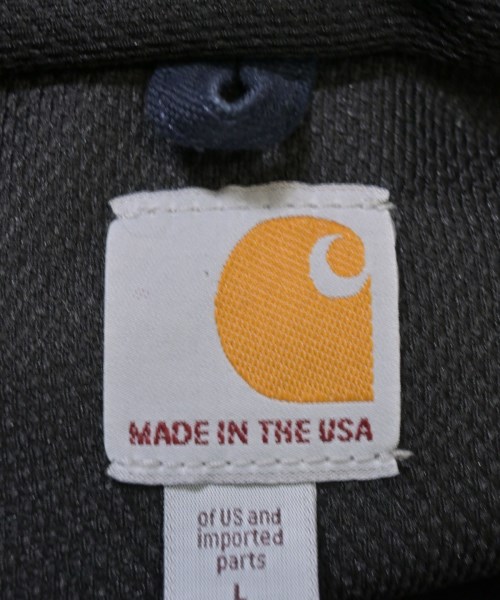 MADE IN THE USA
of US and
imported
parts
L